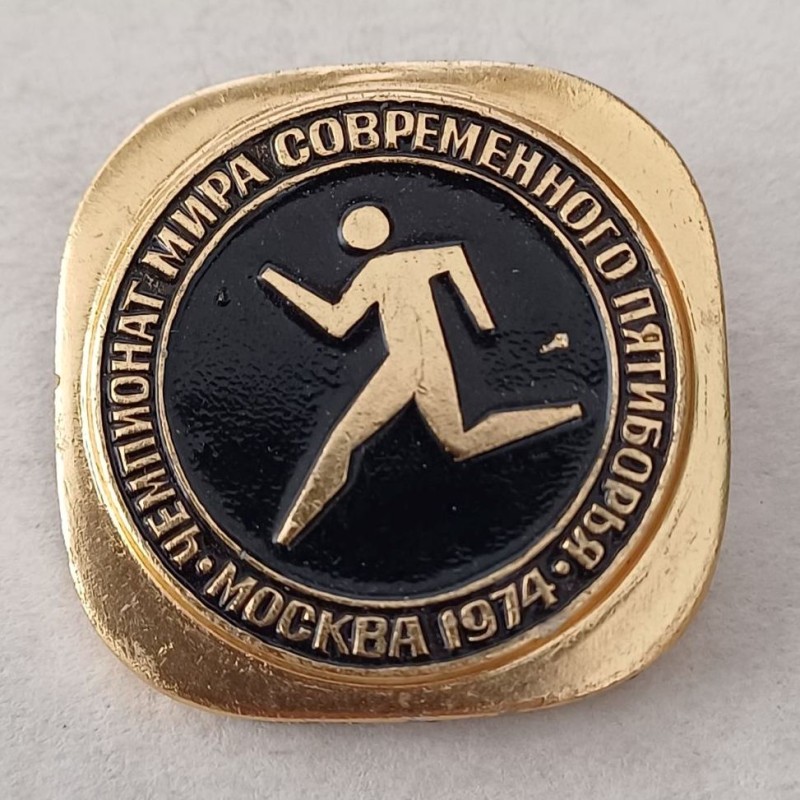 ЧЕМПИОНАТ МИРА СОВРЕМЕННОГО ПЯТИБОРЬЯ
• МОСКВА 1974 •